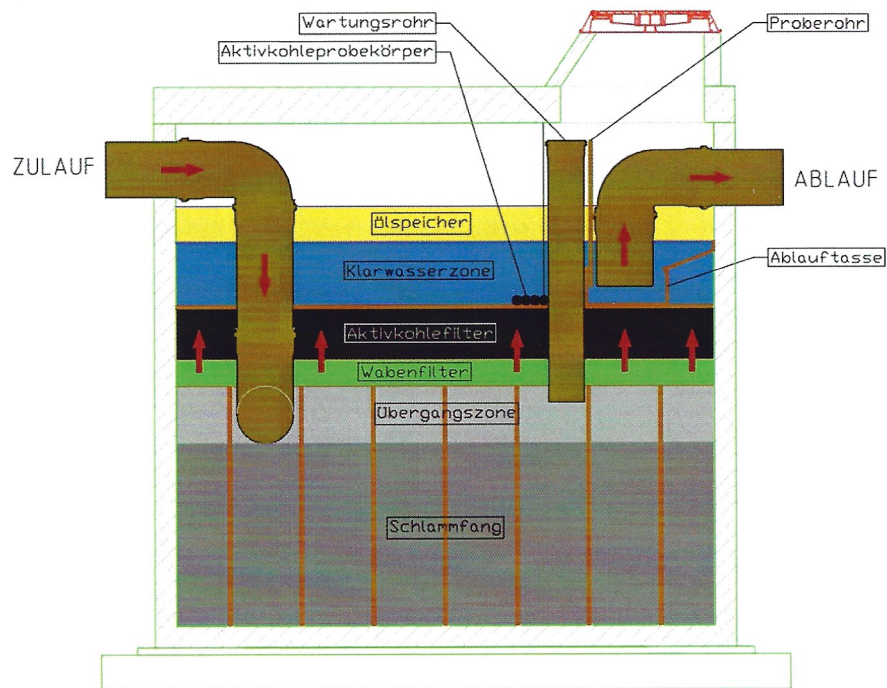 Wartungsrohr
Proberohr
Aktivkohleprobekörper
ZULAUF
ABLAUF
Ölspeicher
Klarwasserzone
Ablauftasse
Aktivkohlefilter
Wabenfilter
Übergangszone
Schlammfang